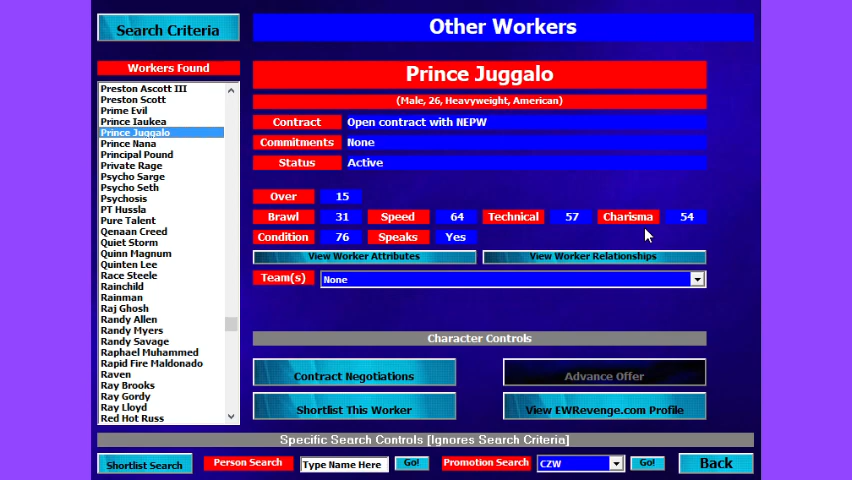 Search Criteria
Other Workers
Workers Found
Preston Ascott III
Preston Scott
Prime Evil
Prince Iaukea
Prince Juggalo
Prince Nana
Principal Pound
Private Rage
Psycho Sarge
Psycho Seth
Psychosis
PT Hussla
Pure Talent
Qenaan Creed
Quiet Storm
Quinn Magnum
Quinten Lee
Race Steele
Rainchild
Rainman
Raj Ghosh
Randy Allen
Randy Myers
Randy Savage
Raphael Muhammed
Rapid Fire Maldonado
Raven
Ray Brooks
Ray Gordy
Ray Lloyd
Red Hot Russ
Prince Juggalo
(Male, 26, Heavyweight, American)
Contract Open contract with NEPW
Commitments None
Status Active
Over 15
Brawl 31 Speed 64 Technical 57 Charisma 54
Condition 76 Speaks Yes
View Worker Attributes View Worker Relationships
Team(s) None
Character Controls
Contract Negotiations Advance Offer
Shortlist This Worker View EWRevenge.com Profile
Specific Search Controls [Ignores Search Criteria]
Shortlist Search Person Search Type Name Here Go! Promotion Search CZW Go! Back